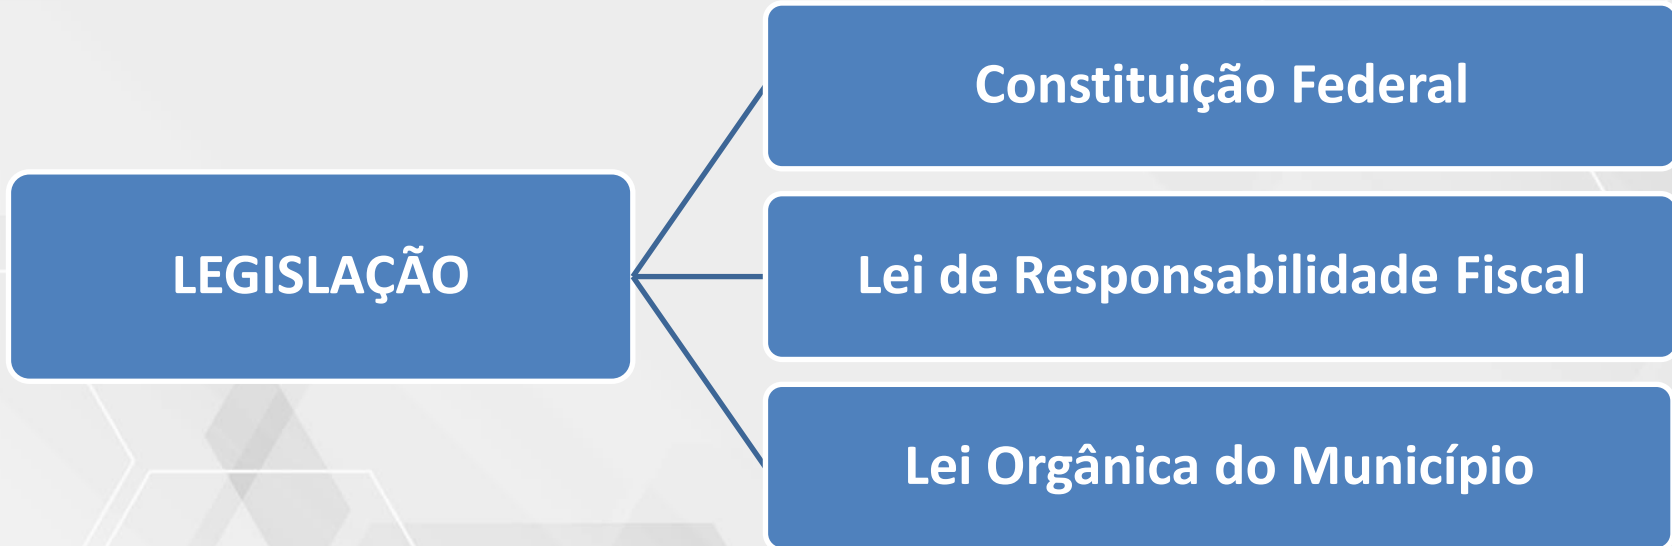 LEGISLAÇÃO
Constituição Federal
Lei de Responsabilidade Fiscal
Lei Orgânica do Município